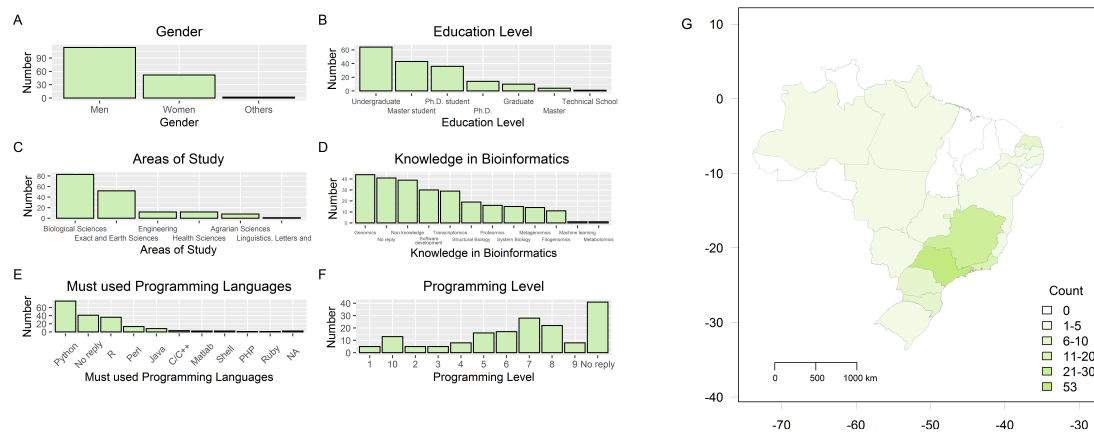 A
Gender
Number
90
60
30
0
Men Women Others
Gender
B
Education Level
Number
60
40
20
0
Undergraduate Ph.D. student Graduate Technical School
Master student Ph.D. Master
Education Level
C
Areas of Study
Number
80
60
40
20
0
Biological Sciences Engineering Agrarian Sciences
Exact and Earth Sciences Health Sciences Linguistics, Letters and
Areas of Study
D
Knowledge in Bioinformatics
Number
40
30
20
10
0
Genomics Non knowledge Transcriptomics Proteomics Metagenomics Machine learning
No reply Software development Structural Biology System Biology Filogenomics Metabolomics
Knowledge in Bioinformatics
E
Must used Programming Languages
Number
60
40
20
0
Python No reply R Perl Java C/C++ Matlab Shell PHP Ruby NA
Must used Programming Languages
F
Programming Level
Number
40
30
20
10
0
1 10 2 3 4 5 6 7 8 9 No reply
Programming Level
G
10
0
-10
-20
-30
-40
-70 -60 -50 -40 -30
0 500 1000 km
Count
0
1-5
6-10
11-20
21-30
53